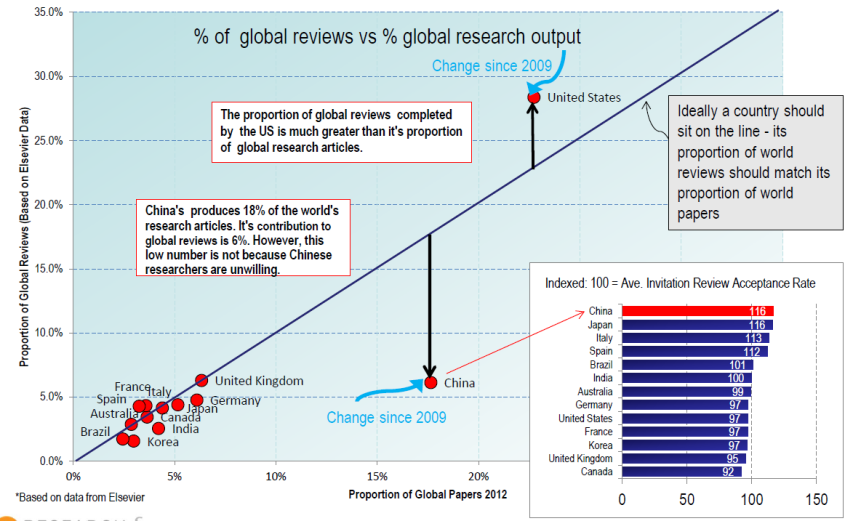 % of global reviews vs % global research output
Change since 2009
35.0%
30.0%
25.0%
20.0%
15.0%
10.0%
5.0%
0.0%
Proportion of Global Reviews (Based on Elsevier Data)
The proportion of global reviews completed
by the US is much greater than it's proportion
of global research articles.
United States
Ideally a country should
sit on the line - its
proportion of world
reviews should match its
proportion of world
papers
China's produces 18% of the world's
research articles. It's contribution to
global reviews is 6%. However, this
low number is not because Chinese
researchers are unwilling.
France
Italy
Spain
Australia
Brazil
United Kingdom
Germany
Japan
Canada
India
Korea
China
Change since 2009
0%
5%
10%
15%
20%
Proportion of Global Papers 2012
*Based on data from Elsevier
Indexed: 100 = Ave. Invitation Review Acceptance Rate
China 116
Japan 116
Italy 113
Spain 112
Brazil 101
India 100
Australia 99
Germany 97
United States 97
France 97
Korea 97
United Kingdom 95
Canada 92
0 50 100 150